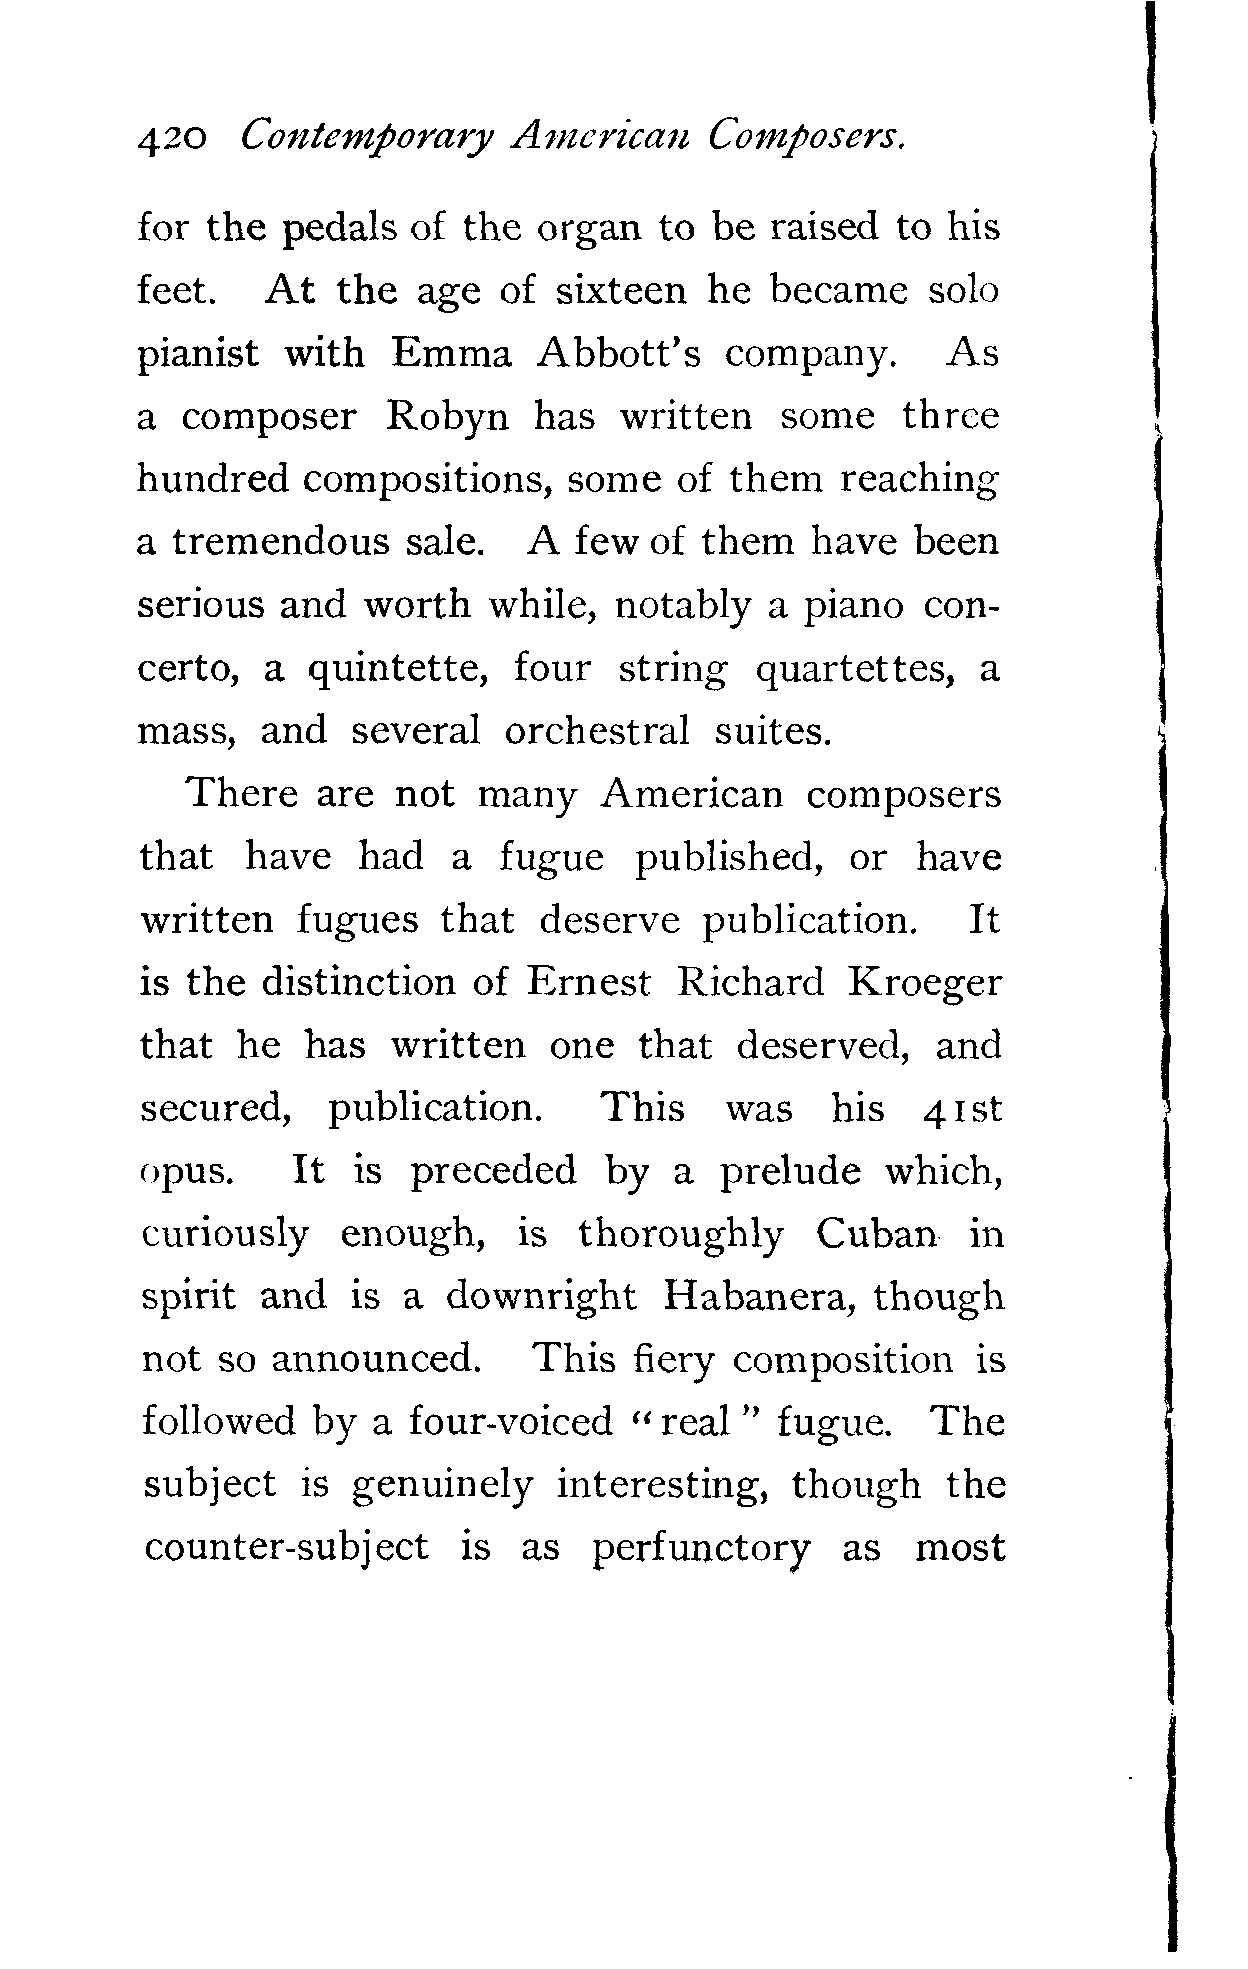 420 Contemporary American Composers.
for the pedals of the organ to be raised to his
feet. At the age of sixteen he became solo
pianist with Emma Abbott's company. As
a composer Robyn has written some three
hundred compositions, some of them reaching
a tremendous sale. A few of them have been
serious and worth while, notably a piano con-
certo, a quintette, four string quartettes, a
mass, and several orchestral suites.
There are not many American composers
that have had a fugue published, or have
written fugues that deserve publication. It
is the distinction of Ernest Richard Kroeger
that he has written one that deserved, and
secured, publication. This was his 41st
opus. It is preceded by a prelude which,
curiously enough, is thoroughly Cuban in
spirit and is a downright Habanera, though
not so announced. This fiery composition is
followed by a four-voiced “real” fugue. The
subject is genuinely interesting, though the
counter-subject is as perfunctory as most